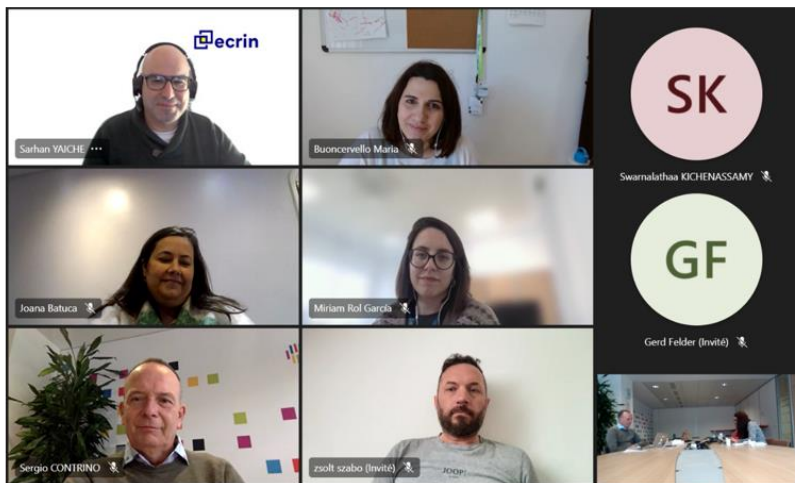 ecrin
Sarhan YAICHE
Buoncervello Maria
SK
Swarnalathaa KICHENASSAMY
Joana Batuca
Miriam Rol García
GF
Gerd Felder (Invité)
Sergio CONTRINO
zsolt szabo (Invité)
JOOP!